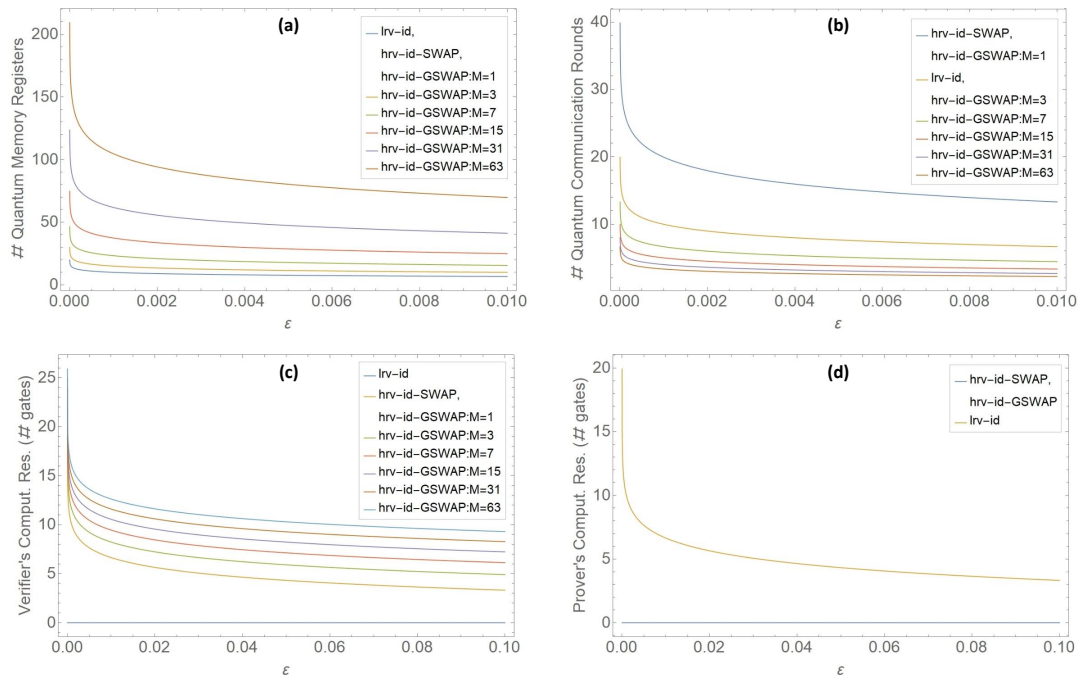 (a)
# Quantum Memory Registers
200
150
100
50
0
0.000 0.002 0.004 0.006 0.008 0.010
ε
lrv-id,
hrv-id-SWAP,
hrv-id-GSWAP:M=1
hrv-id-GSWAP:M=3
hrv-id-GSWAP:M=7
hrv-id-GSWAP:M=15
hrv-id-GSWAP:M=31
hrv-id-GSWAP:M=63
(b)
# Quantum Communication Rounds
40
30
20
10
0.000 0.002 0.004 0.006 0.008 0.010
ε
hrv-id-SWAP,
hrv-id-GSWAP:M=1
lrv-id,
hrv-id-GSWAP:M=3
hrv-id-GSWAP:M=7
hrv-id-GSWAP:M=15
hrv-id-GSWAP:M=31
hrv-id-GSWAP:M=63
(c)
Verifier's Comput. Res. (# gates)
25
20
15
10
5
0
0.00 0.02 0.04 0.06 0.08 0.10
ε
lrv-id
hrv-id-SWAP,
hrv-id-GSWAP:M=1
hrv-id-GSWAP:M=3
hrv-id-GSWAP:M=7
hrv-id-GSWAP:M=15
hrv-id-GSWAP:M=31
hrv-id-GSWAP:M=63
(d)
Prover's Comput. Res. (# gates)
20
15
10
5
0
0.00 0.02 0.04 0.06 0.08 0.10
ε
hrv-id-SWAP,
hrv-id-GSWAP
lrv-id